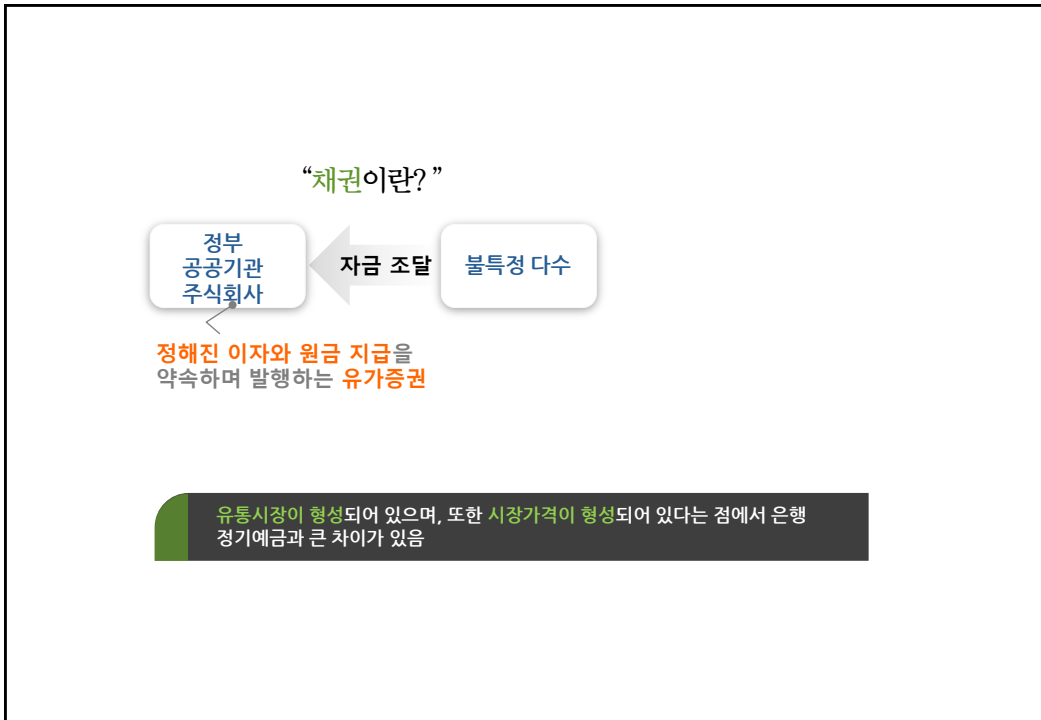 “채권이란?”
정부
공공기관
주식회사
자금 조달
불특정 다수
정해진 이자와 원금 지급을
약속하며 발행하는 유가증권
유통시장이 형성되어 있으며, 또한 시장가격이 형성되어 있다는 점에서 은행
정기예금과 큰 차이가 있음